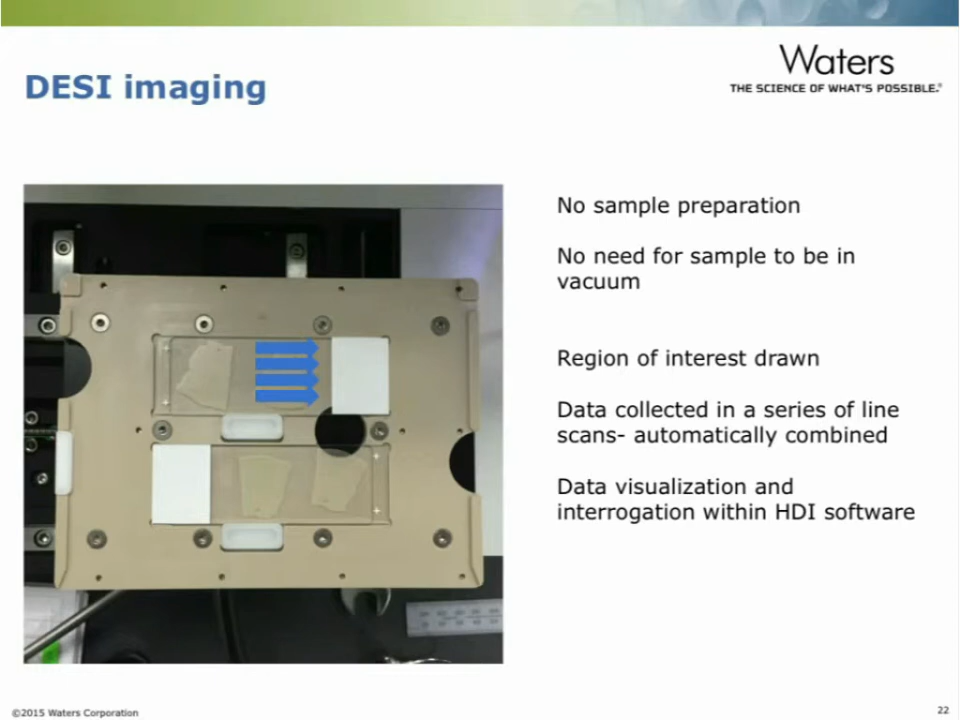 Waters
THE SCIENCE OF WHAT'S POSSIBLE.®
DESI imaging
No sample preparation
No need for sample to be in
vacuum
Region of interest drawn
Data collected in a series of line
scans- automatically combined
Data visualization and
interrogation within HDI software
©2015 Waters Corporation
22